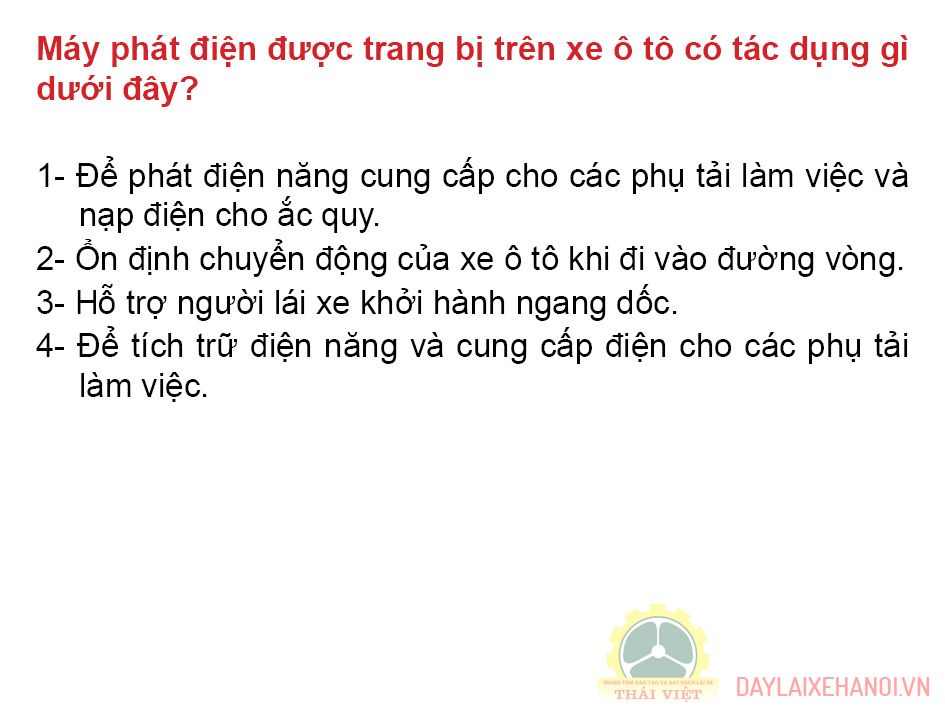 Máy phát điện được trang bị trên xe ô tô có tác dụng gì
dưới đây?
1- Để phát điện năng cung cấp cho các phụ tải làm việc và
nạp điện cho ắc quy.
2- Ổn định chuyển động của xe ô tô khi đi vào đường vòng.
3- Hỗ trợ người lái xe khởi hành ngang dốc.
4- Để tích trữ điện năng và cung cấp điện cho các phụ tải
làm việc.
TRUNG TÂM ĐÀO TẠO VÀ SÁT HẠCH LÁI XE
THÁI VIỆT
DAYLAIXEHANOI.VN